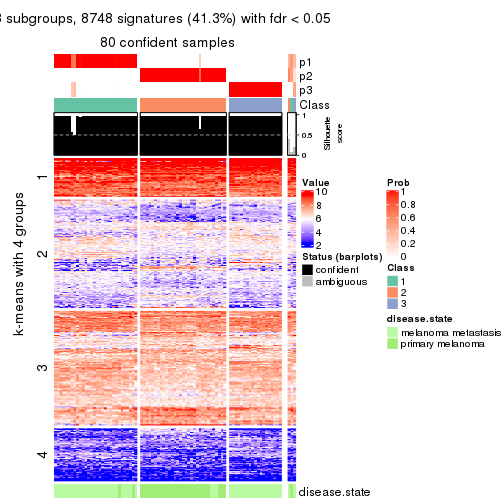 3 subgroups, 8748 signatures (41.3%) with fdr < 0.05
80 confident samples
p1
p2
p3
Class
1
0.5
0
Silhouette
score
k-means with 4 groups
1
2
3
4
disease.state
Value
10
8
6
4
2
Status (barplots)
confident
ambiguous
Prob
1
0.8
0.6
0.4
0.2
0
Class
1
2
3
disease.state
melanoma metastasis
primary melanoma